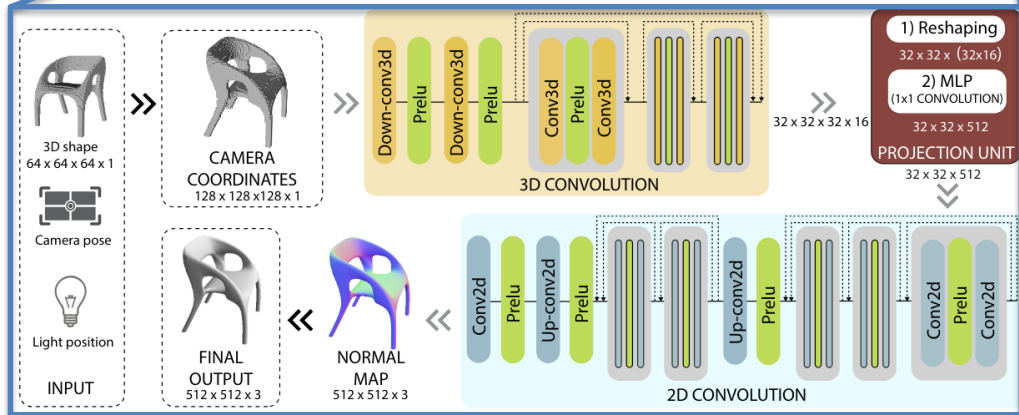 3D shape
64 x 64 x 64 x 1
Camera pose
Light position
INPUT
CAMERA
COORDINATES
128 x 128 x128 x 1
Down-conv3d
Prelu
Down-conv3d
Prelu
Conv3d
Prelu
Conv3d
3D CONVOLUTION
32 x 32 x 32 x 16
1) Reshaping
32 x 32 x (32x16)
2) MLP
(1x1 CONVOLUTION)
32 x 32 x 512
PROJECTION UNIT
32 x 32 x 512
Conv2d
Prelu
Conv2d
Prelu
Up-conv2d
Prelu
Up-conv2d
Prelu
Conv2d
2D CONVOLUTION
NORMAL
MAP
512 x 512 x 3
FINAL
OUTPUT
512 x 512 x 3